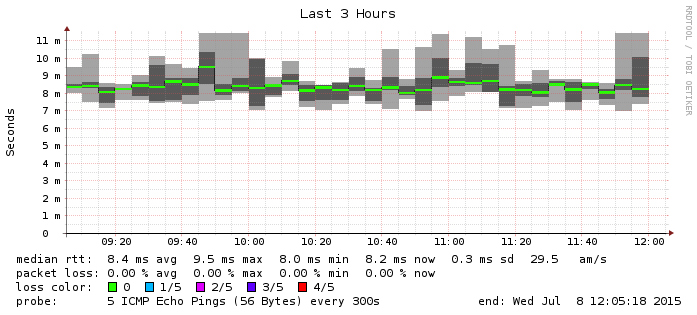 Last 3 Hours
RRDTOOL / TOBI OETIKER
Seconds
11 m
10 m
9 m
8 m
7 m
6 m
5 m
4 m
3 m
2 m
1 m
0
09:20 09:40 10:00 10:20 10:40 11:00 11:20 11:40 12:00
median rtt: 8.4 ms avg 9.5 ms max 8.0 ms min 8.2 ms now 0.3 ms sd 29.5 am/s
packet loss: 0.00 % avg 0.00 % max 0.00 % min 0.00 % now
loss color: 0 1/5 2/5 3/5 4/5
probe: 5 ICMP Echo Pings (56 Bytes) every 300s end: Wed Jul 8 12:05:18 2015